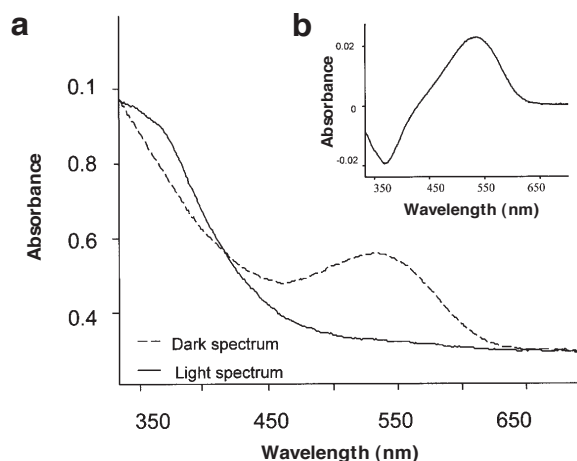 a
Absorbance
0.1
0.8
0.6
0.4
Dark spectrum
Light spectrum
350
450
550
650
Wavelength (nm)
b
Absorbance
0.02
0
-0.02
350
450
550
650
Wavelength (nm)